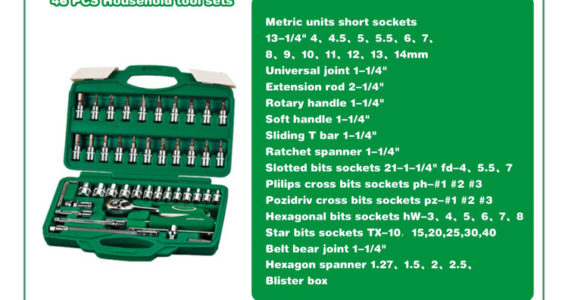 46 PCS Household tool sets
Metric units short sockets
13–1/4" 4、4.5、5、5.5、6、7、
8、9、10、11、12、13、14mm
Universal joint 1–1/4"
Extension rod 2–1/4"
Rotary handle 1–1/4"
Soft handle 1–1/4"
Sliding T bar 1–1/4"
Ratchet spanner 1–1/4"
Slotted bits sockets 21–1–1/4" fd–4、5.5、7
Plilips cross bits sockets ph–#1 #2 #3
Pozidriv cross bits sockets pz–#1 #2 #3
Hexagonal bits sockets hW–3、4、5、6、7、8
Star bits sockets TX–10、15,20,25,30,40
Belt bear joint 1–1/4"
Hexagon spanner 1.27、1.5、2、2.5、
Blister box